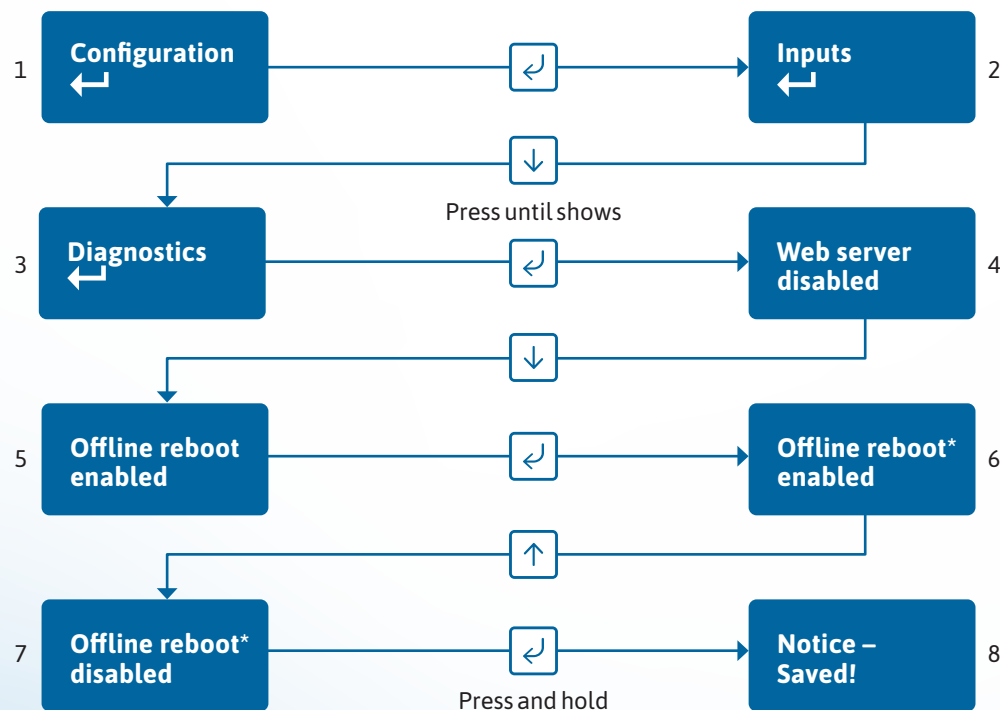 1
Configuration
Inputs
2
Press until shows
3
Diagnostics
Web server
disabled
4
5
Offline reboot
enabled
Offline reboot*
enabled
6
7
Offline reboot*
disabled
Notice –
Saved!
8
Press and hold